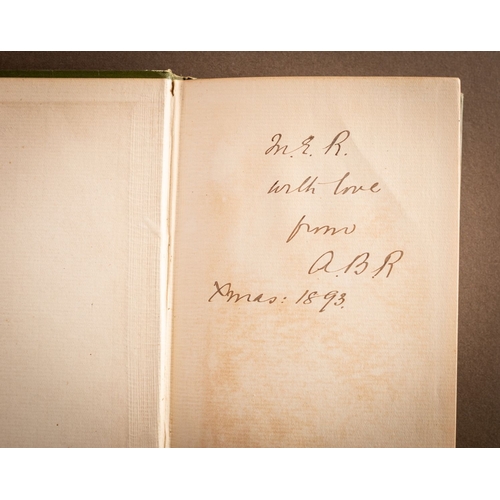 M.E. R.
with love
from
A.B.R
Xmas: 1893.